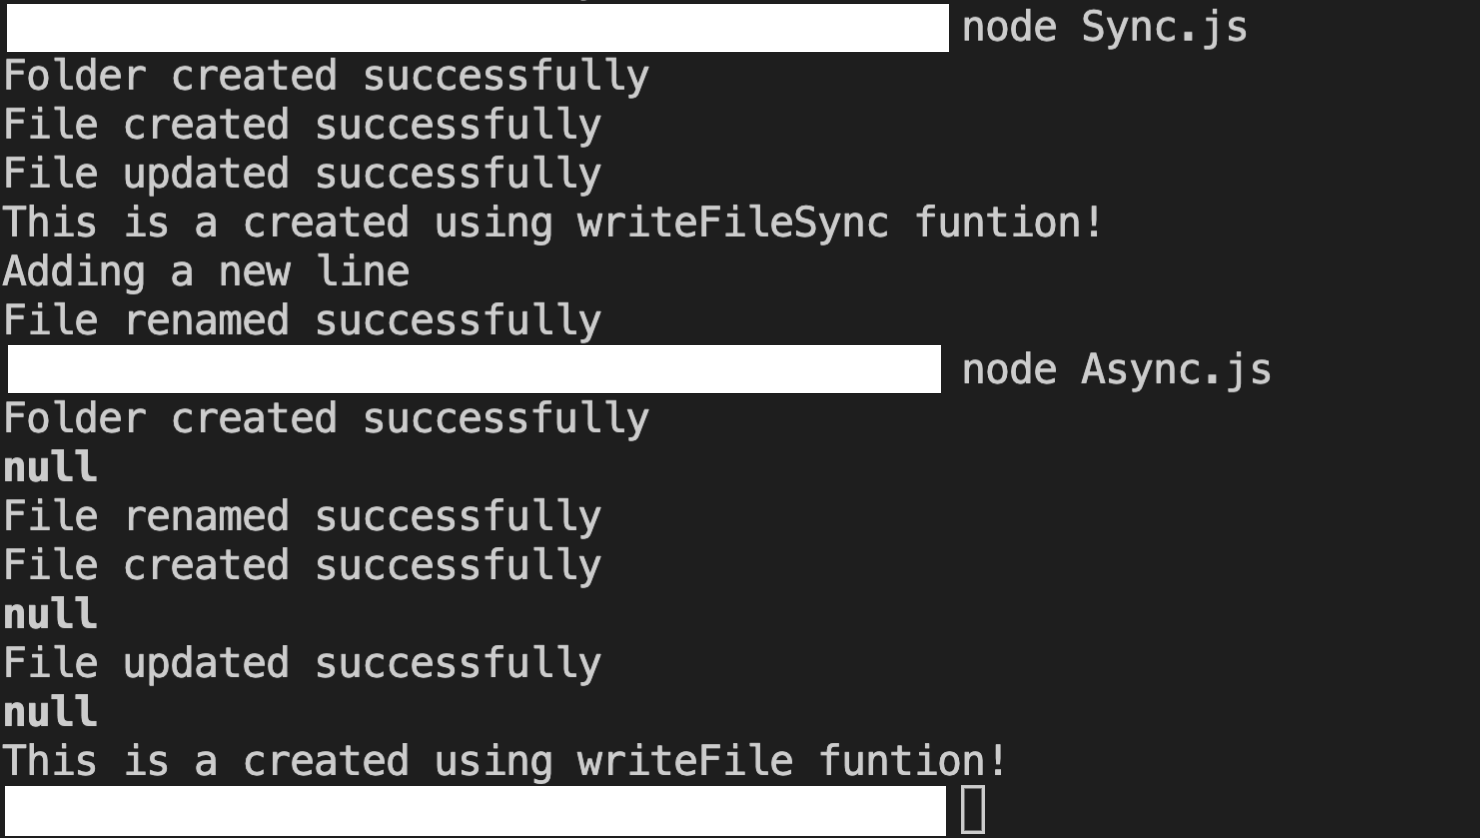 node Sync.js
Folder created successfully
File created successfully
File updated successfully
This is a created using writeFileSync funtion!
Adding a new line
File renamed successfully
node Async.js
Folder created successfully
null
File renamed successfully
File created successfully
null
File updated successfully
null
This is a created using writeFile funtion!